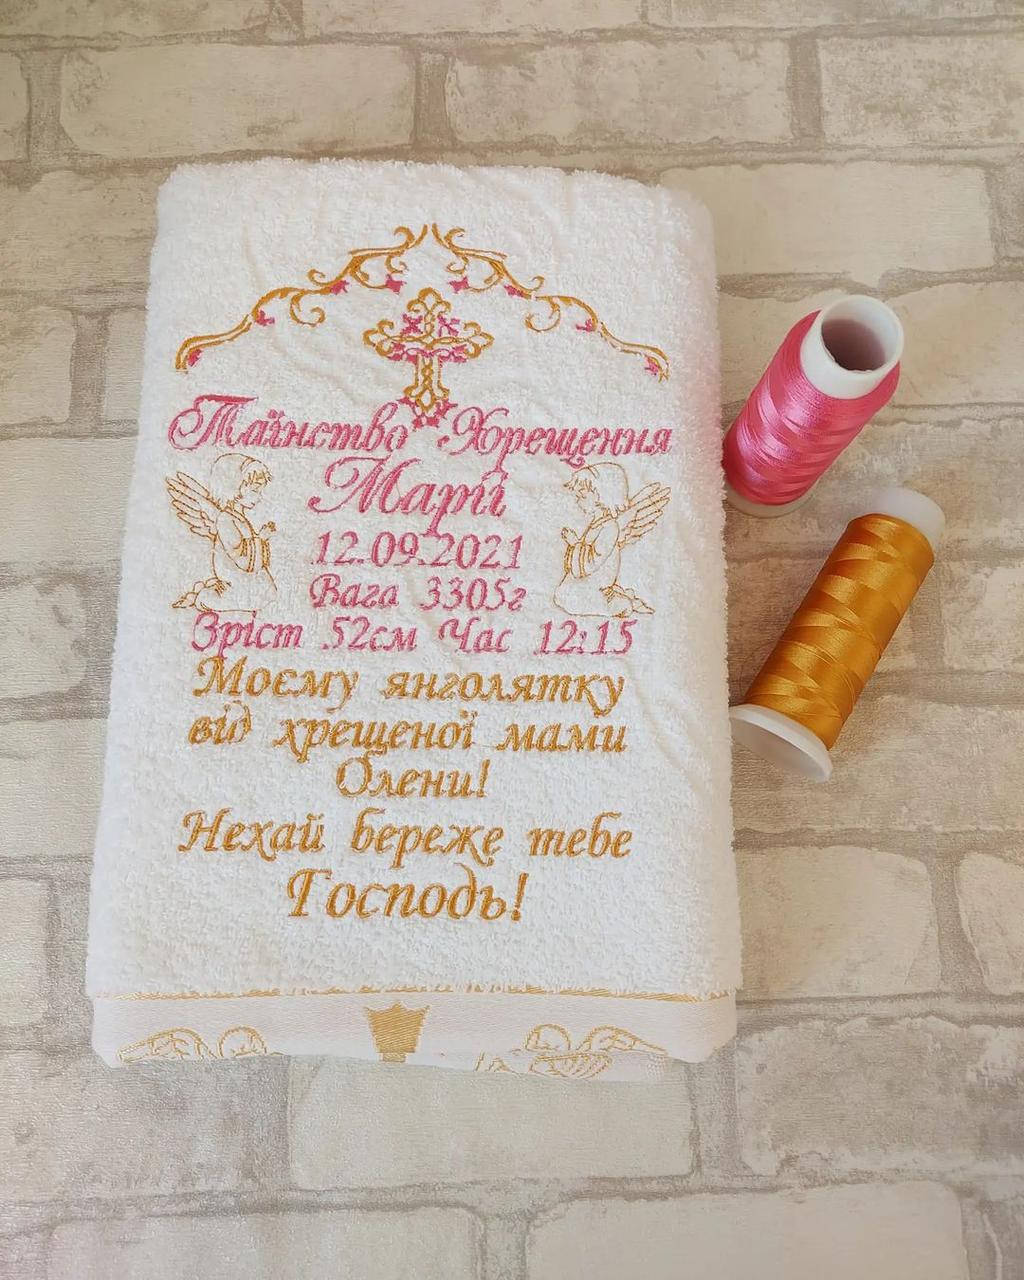 Таїнство Хрещення
Марії
12.09.2021
Вага 3305г
Зріст 52см Час 12:15
Моєму янголятку
від хрещеної мами
Олени!
Нехай береже тебе
Господь!